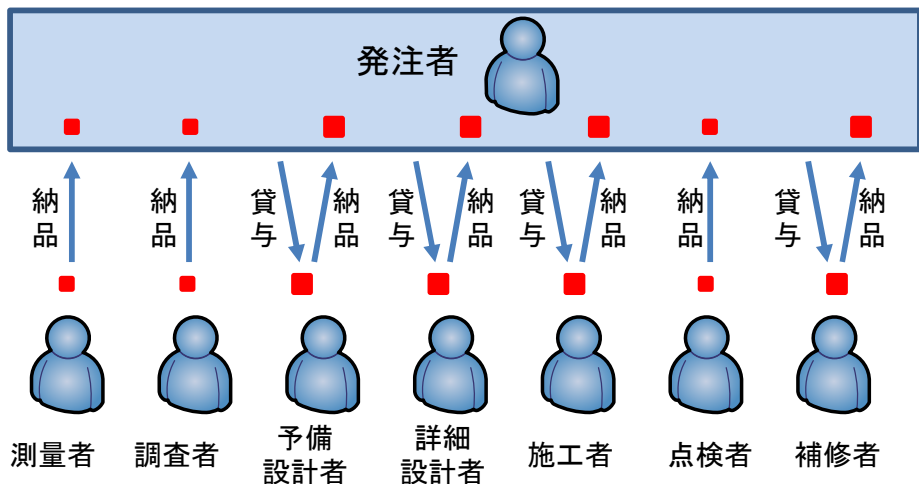 発注者
納品
納品
貸与
納品
貸与
納品
貸与
納品
納品
貸与
納品
測量者
調査者
予備
設計者
詳細
設計者
施工者
点検者
補修者